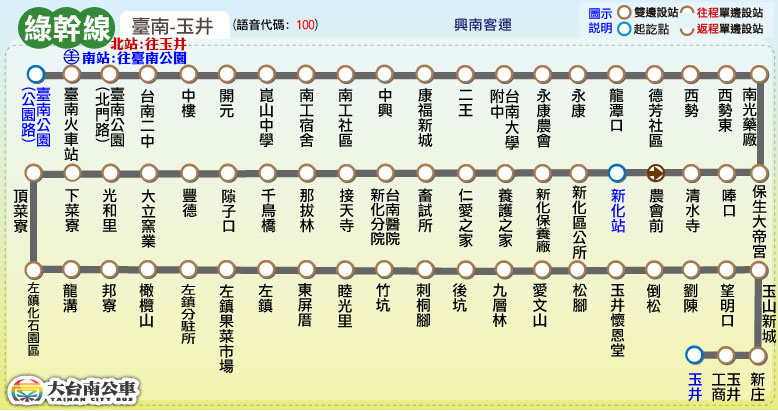 綠幹線
臺南-玉井
(語音代碼: 100)
興南客運
圖示說明
雙邊設站
往程單邊設站
起訖點
返程單邊設站
北站:往玉井
南站:往臺南公園
臺南公園(公園路)
臺南火車站
臺南公園(北門路)
台南二中
中樓
開元
崑山中學
南工宿舍
南工社區
中興
康福新城
二王
台南大學附中
永康農會
永康
龍潭口
德芳社區
西勢
西勢東
南光藥廠
頂菜寮
下菜寮
光和里
大立窯業
豐德
隙子口
千鳥橋
那拔林
接天寺
台南醫院新化分院
畜試所
仁愛之家
養護之家
新化保養廠
新化區公所
新化站
農會前
清水寺
唪口
保生大帝宮
左鎮化石園區
龍溝
邦寮
橄欖山
左鎮分駐所
左鎮果菜市場
左鎮
東屏厝
睦光里
竹坑
刺桐腳
後坑
九層林
愛文山
松腳
玉井懷恩堂
倒松
劉陳
望明口
玉山新城
玉井
玉井工商
新庄
大台南公車
TAINAN CITY BUS